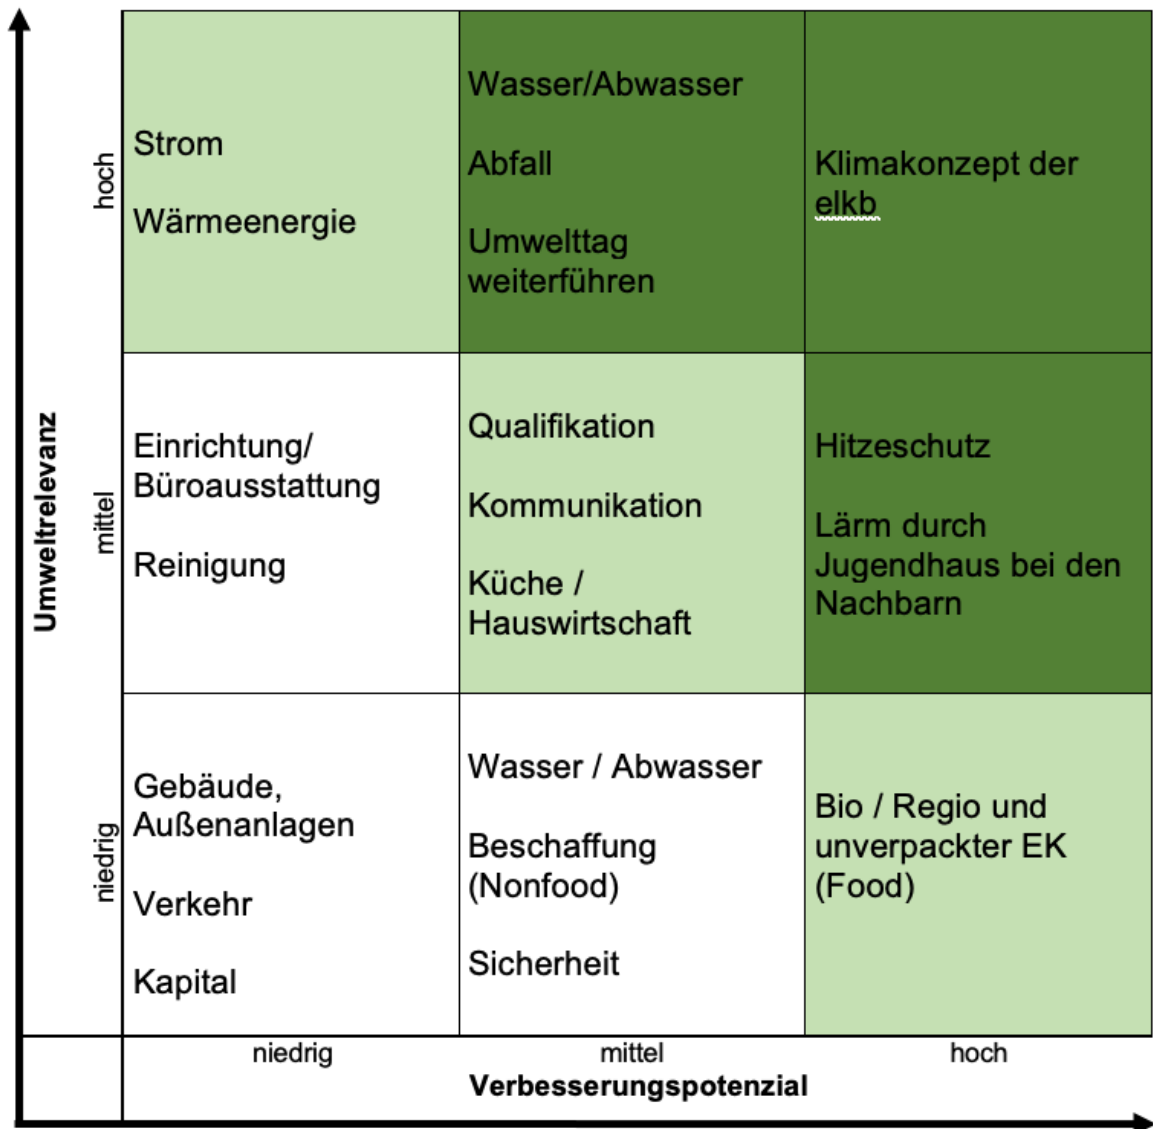 Umweltrelevanz
hoch
Strom
Wärmeenergie
Wasser/Abwasser
Abfall
Umwelttag
weiterführen
Klimakonzept der
elkb
mittel
Einrichtung/
Büroausstattung
Reinigung
Qualifikation
Kommunikation
Küche /
Hauswirtschaft
Hitzeschutz
Lärm durch
Jugendhaus bei den
Nachbarn
niedrig
Gebäude,
Außenanlagen
Verkehr
Kapital
Wasser / Abwasser
Beschaffung
(Nonfood)
Sicherheit
Bio / Regio und
unverpackter EK
(Food)
niedrig
mittel
hoch
Verbesserungspotenzial